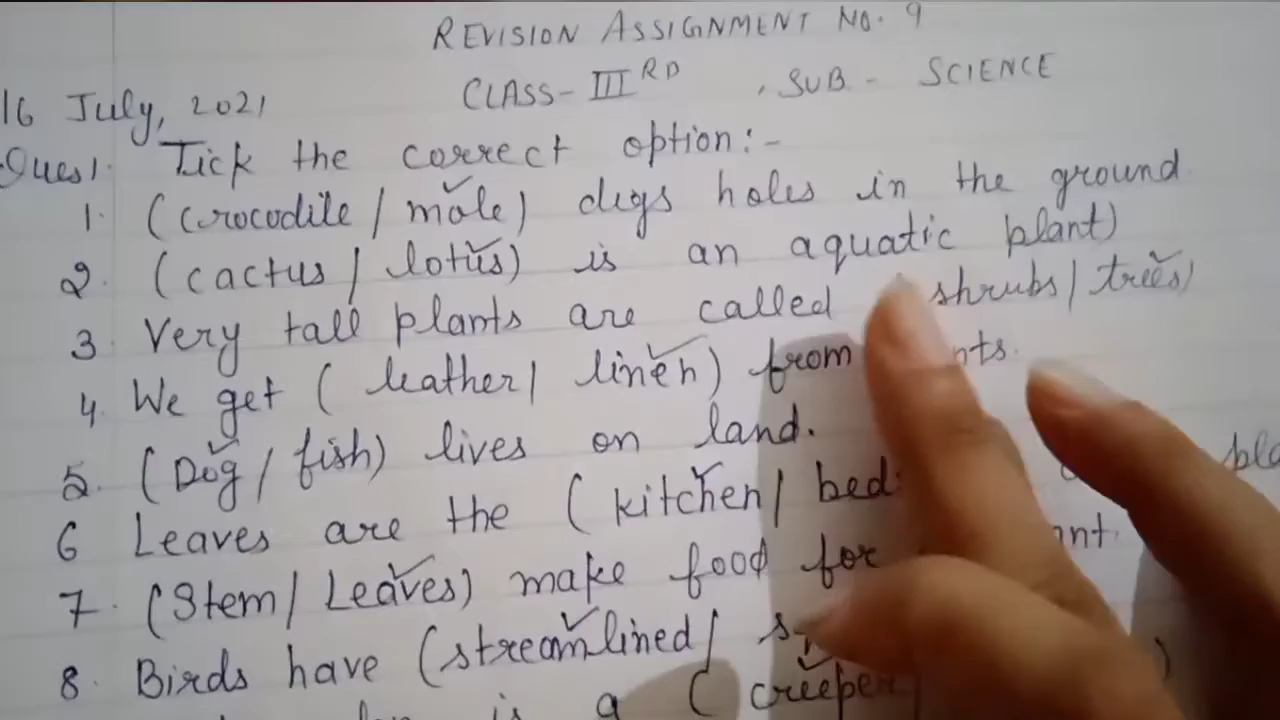 REVISION ASSIGNMENT NO. 9
CLASS-III RD , SUB - SCIENCE
16 July, 2021
Ques 1. Tick the correct option:-
1. (crocodile / mole) digs holes in the ground.
2. (cactus / lotus) is an aquatic plant)
3. Very tall plants are called shrubs / trees)
4. We get (leather / linen) from
5. (Dog / fish) lives on land.
6 Leaves are the (kitchen / bed
7. (Stem / Leaves) make food for
8. Birds have (streamlined /
is a (creeper